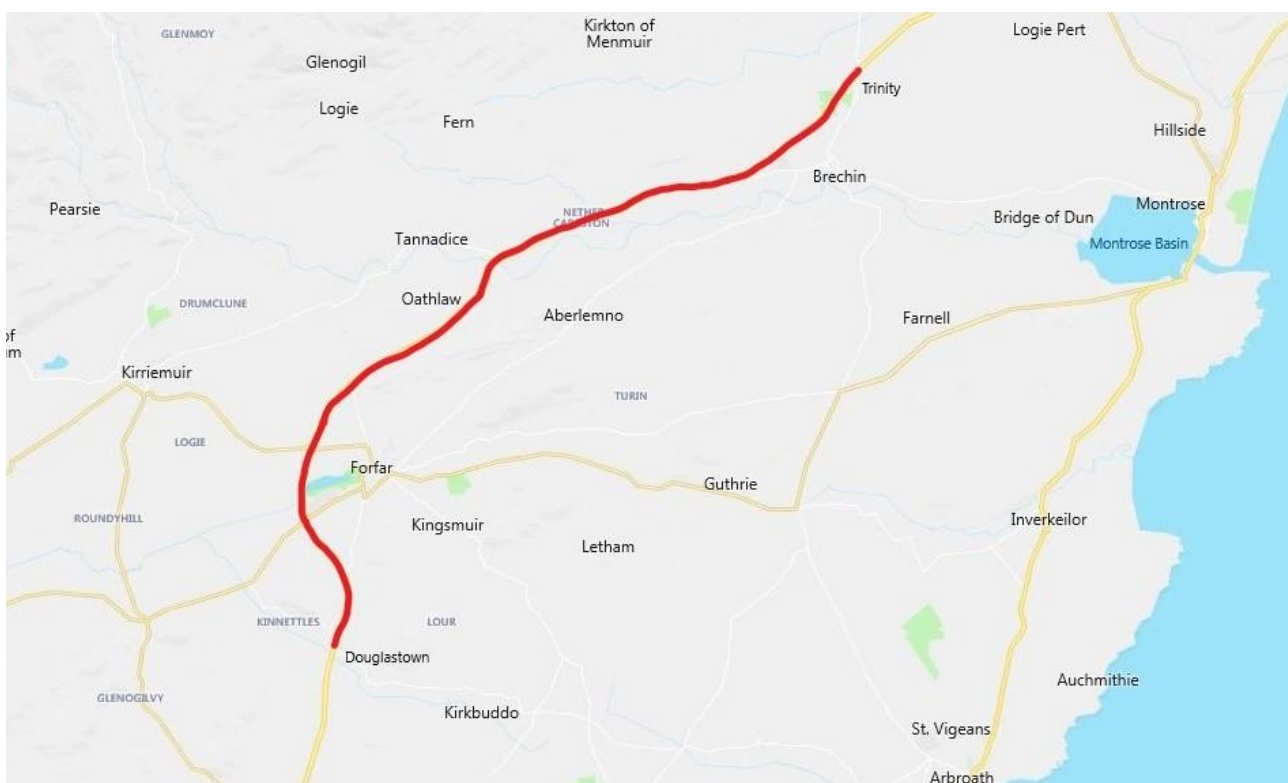 Kirkton of
Menmuir
Logie Pert
GLENMOY
Glenogil
Trinity
Logie
Fern
Hillside
Brechin
Pearsie
Montrose
NETHER
CARESTON
Bridge of Dun
Tannadice
Montrose Basin
DRUMCLUNE
Oathlaw
Aberlemno
Farnell
of
Kirriemuir
TURIN
LOGIE
Forfar
Guthrie
ROUNDYHILL
Kingsmuir
Inverkeilor
Letham
KINNETTLES
LOUR
Douglastown
Auchmithie
GLENOGILVY
Kirkbuddo
St. Vigeans
Arbroath